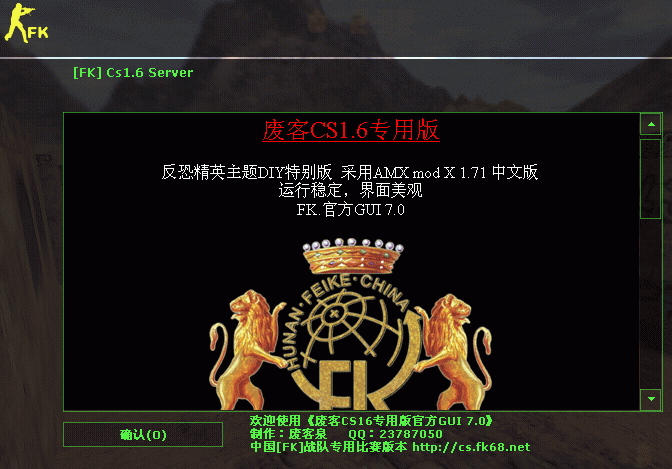 FK
[FK] Cs1.6 Server
废客CS1.6专用版
反恐精英主题DIY特别版 采用AMX mod X 1.71 中文版
运行稳定，界面美观
FK.官方GUI 7.0
HUNAN·FEIKE·CHINA
FK
确认(O)
欢迎使用《废客CS16专用版官方GUI 7.0》
制作：废客泉 QQ：23787050
中国[FK]战队专用比赛版本 http://cs.fk68.net